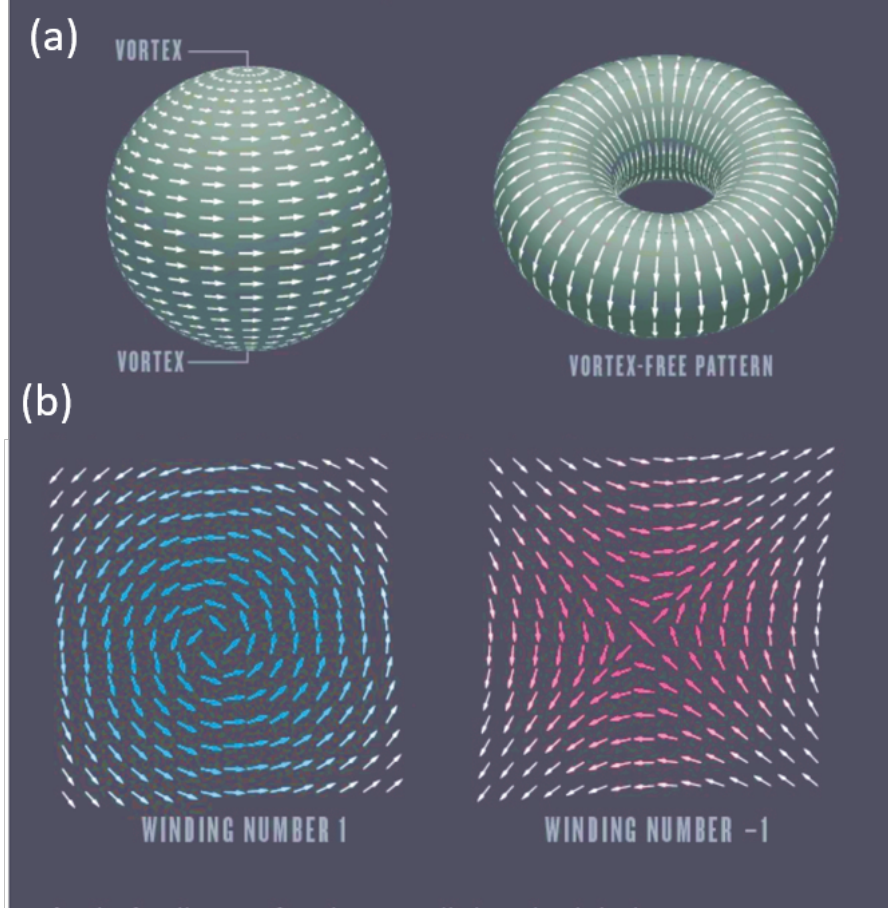 (a)
VORTEX
VORTEX
VORTEX-FREE PATTERN
(b)
WINDING NUMBER 1
WINDING NUMBER −1